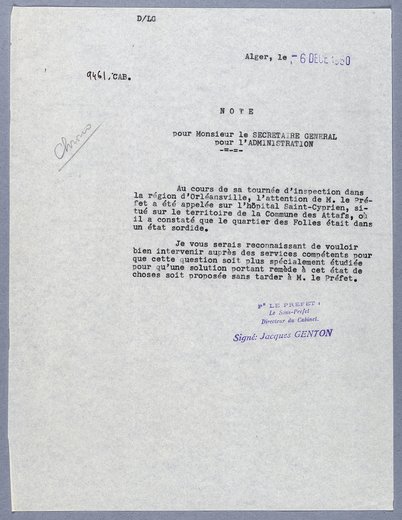 D/LG
Alger, le -6 DECE 1950
9461. CAB.
Chrono
N O T E
pour Monsieur le SECRETAIRE GENERAL
pour l'ADMINISTRATION
-=-=-
Au cours de sa tournée d'inspection dans
la région d'Orléansville, l'attention de M. le Pré-
fet a été appelée sur l'hôpital Saint-Cyprien, si-
tué sur le territoire de la Commune des Attafs, où
il a constaté que le quartier des Folles était dans
un état sordide.
Je vous serais reconnaissant de vouloir
bien intervenir auprès des services compétents pour
que cette question soit plus spécialement étudiée
pour qu'une solution portant remède à cet état de
choses soit proposée sans tarder à M. le Préfet.
Pr LE PREFET :
Le Sous-Préfet
Directeur du Cabinet.
Signé: Jacques GENTON